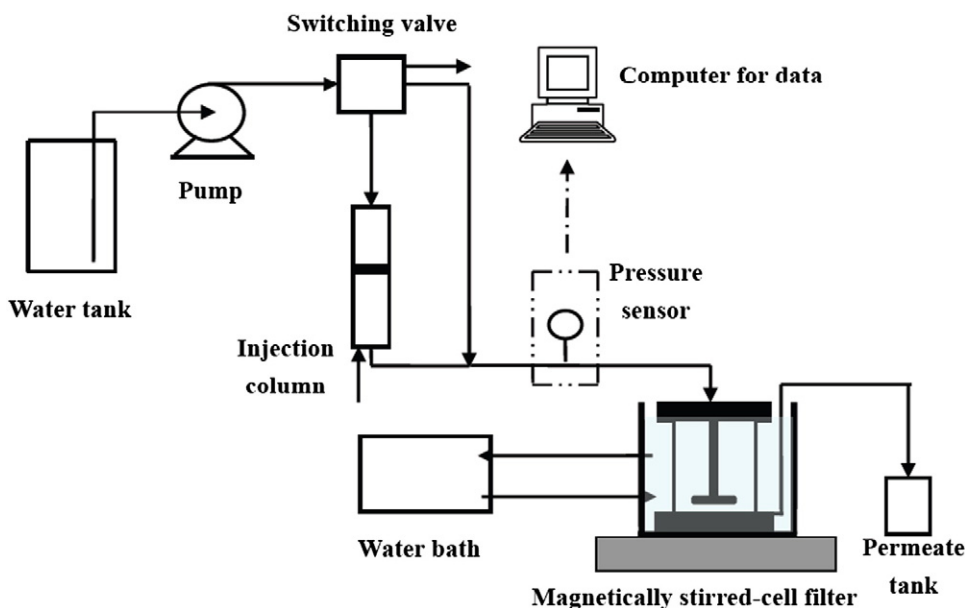 Switching valve
Computer for data
Pump
Water tank
Pressure
sensor
Injection
column
Water bath
Permeate
tank
Magnetically stirred-cell filter